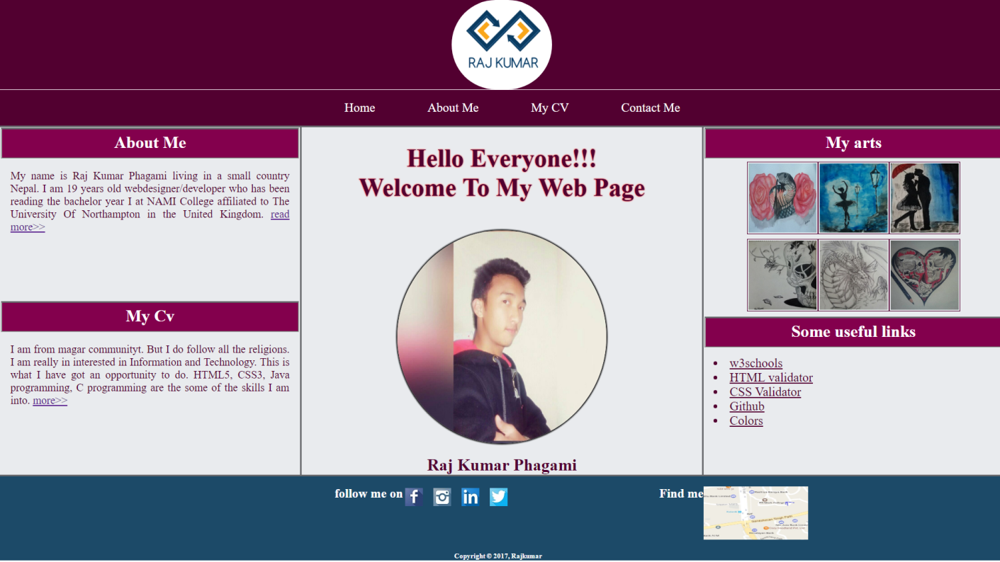 RAJ KUMAR
Home About Me My CV Contact Me
About Me
My name is Raj Kumar Phagami living in a small country
Nepal. I am 19 years old webdesigner/developer who has been
reading the bachelor year I at NAMI College affiliated to The
University Of Northampton in the United Kingdom. read
more>>
My Cv
I am from magar communityt. But I do follow all the religions.
I am really in interested in Information and Technology. This is
what I have got an opportunity to do. HTML5, CSS3, Java
programming, C programming are the some of the skills I am
into. more>>
Hello Everyone!!!
Welcome To My Web Page
Raj Kumar Phagami
My arts
Some useful links
w3schools
HTML validator
CSS Validator
Github
Colors
follow me on
Find me
Copyright © 2017, Rajkumar